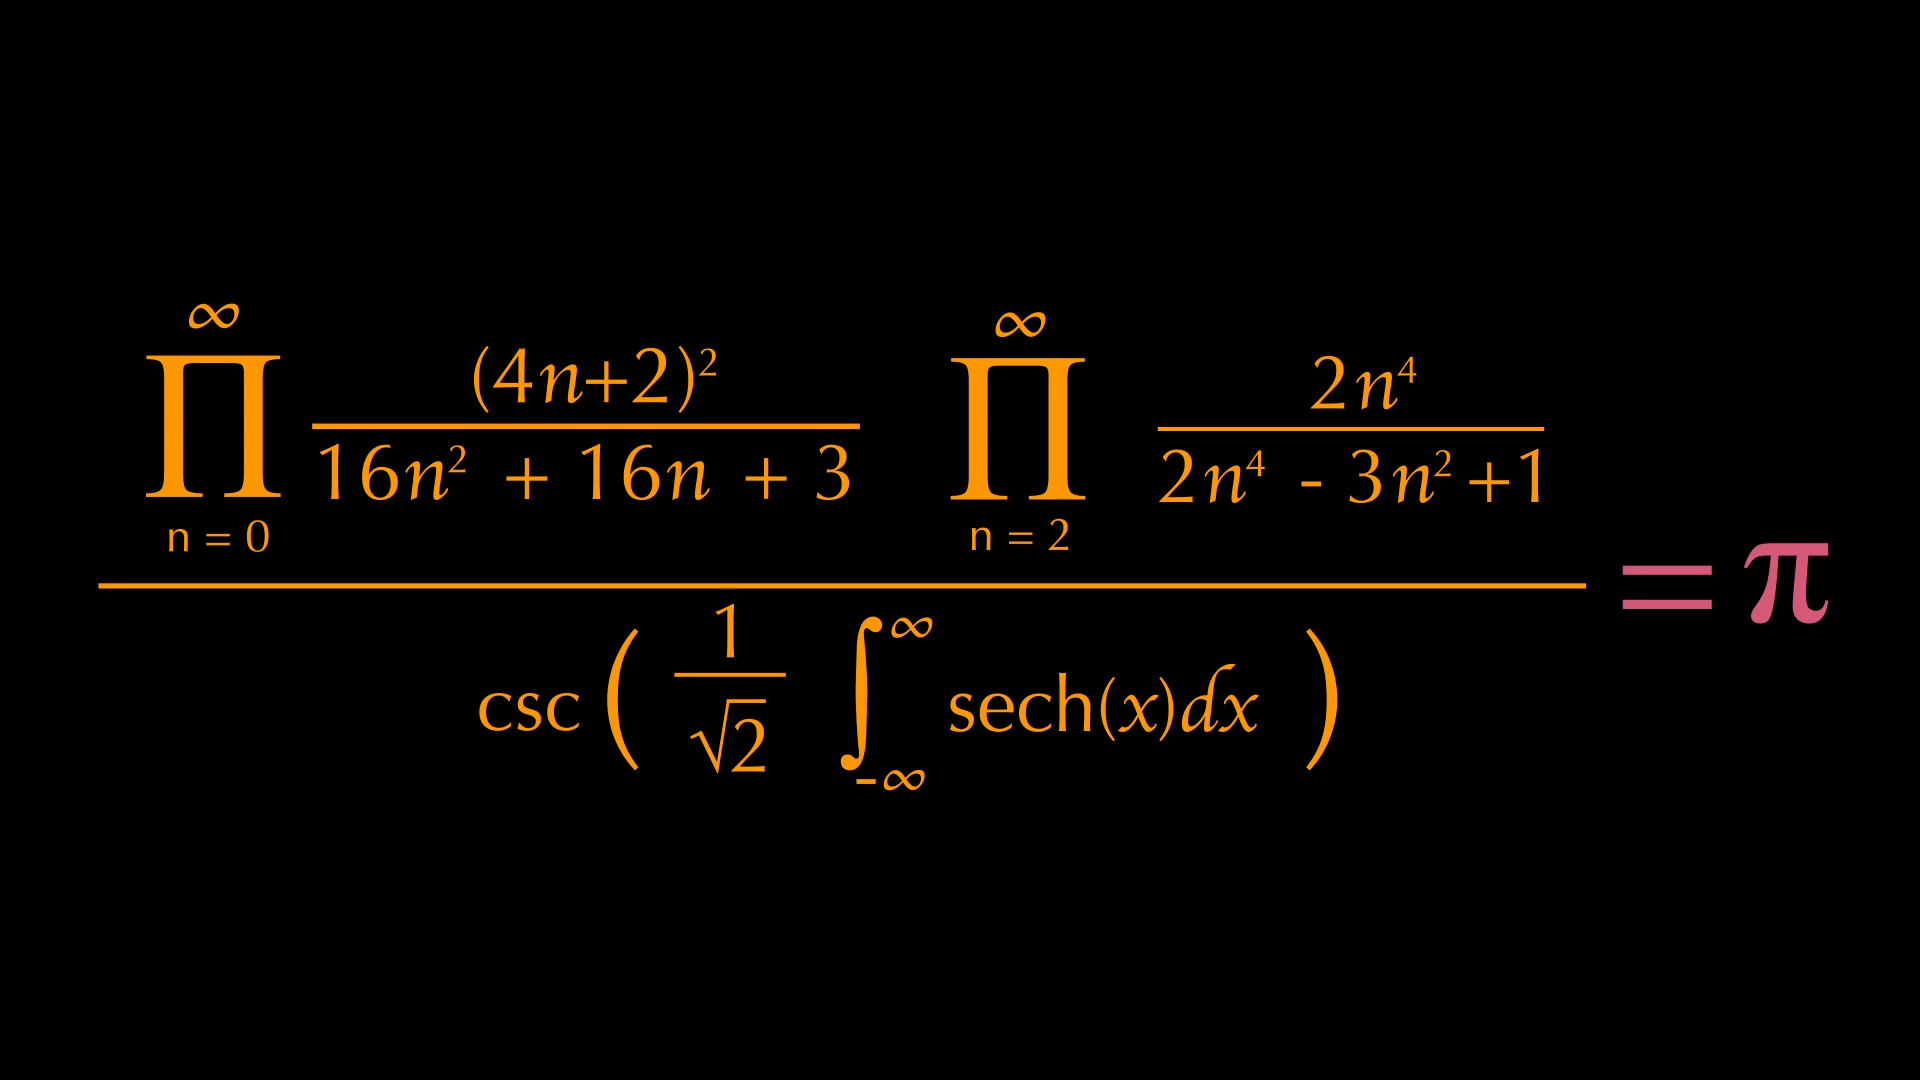 ∞ ∞
∏ (4n+2)² / 16n² + 16n + 3 ∏ 2n⁴ / 2n⁴ - 3n² +1
n = 0 n = 2
= π
csc ( 1/√2 ∫ ∞ -∞ sech(x)dx )